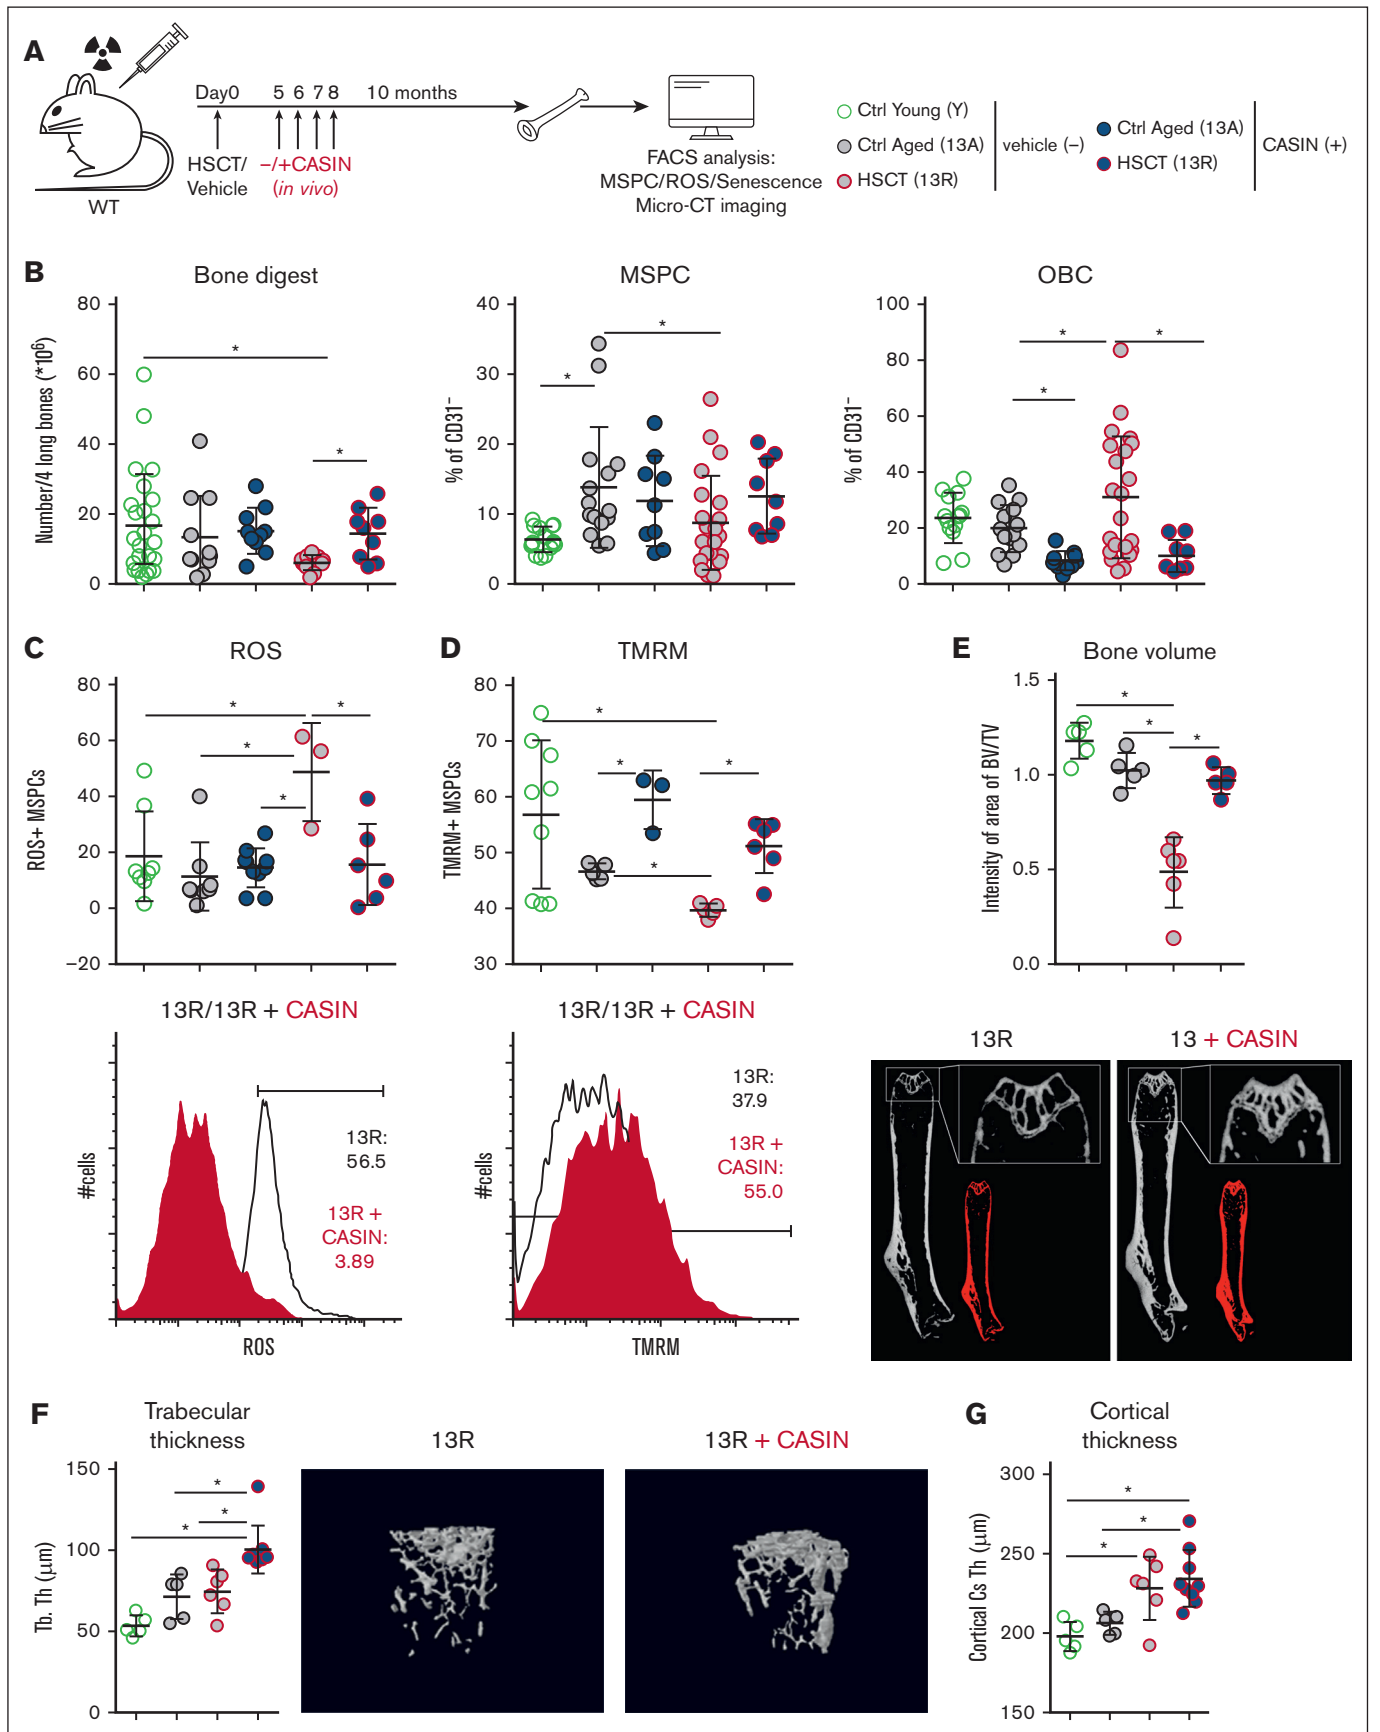 A
Day0 5 6 7 8 10 months
HSCT/
Vehicle
−/+CASIN
(in vivo)
WT
FACS analysis:
MSPC/ROS/Senescence
Micro-CT imaging
Ctrl Young (Y)
Ctrl Aged (13A)
HSCT (13R)
vehicle (−)
Ctrl Aged (13A)
HSCT (13R)
CASIN (+)
B
Bone digest
Number/4 long bones (*10⁶)
80
60
40
20
0
*
*
MSPC
% of CD31⁻
40
30
20
10
0
*
*
OBC
% of CD31⁻
100
80
60
40
20
0
*
*
*
C
ROS
ROS+ MSPCs
80
60
40
20
0
−20
*
*
*
*
D
TMRM
TMRM+ MSPCs
80
70
60
50
40
30
*
*
*
*
E
Bone volume
Intensity of area of BV/TV
1.5
1.0
0.5
0.0
*
*
*
13R/13R + CASIN
#cells
13R:
56.5
13R +
CASIN:
3.89
ROS
13R/13R + CASIN
#cells
13R:
37.9
13R +
CASIN:
55.0
TMRM
13R
13 + CASIN
F
Trabecular
thickness
Tb. Th (μm)
150
100
50
0
*
*
*
13R
13R + CASIN
G
Cortical
thickness
Cortical Cs Th (μm)
300
250
200
150
*
*
*